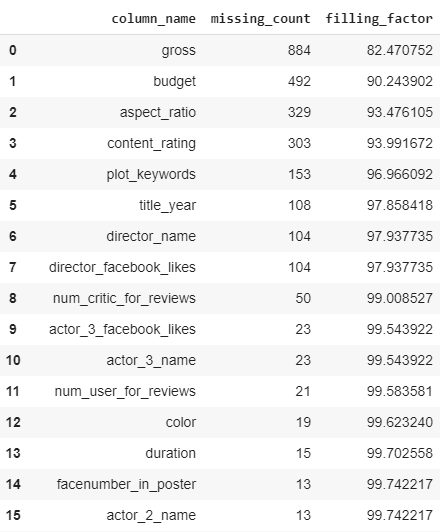 column_name missing_count filling_factor
0 gross 884 82.470752
1 budget 492 90.243902
2 aspect_ratio 329 93.476105
3 content_rating 303 93.991672
4 plot_keywords 153 96.966092
5 title_year 108 97.858418
6 director_name 104 97.937735
7 director_facebook_likes 104 97.937735
8 num_critic_for_reviews 50 99.008527
9 actor_3_facebook_likes 23 99.543922
10 actor_3_name 23 99.543922
11 num_user_for_reviews 21 99.583581
12 color 19 99.623240
13 duration 15 99.702558
14 facenumber_in_poster 13 99.742217
15 actor_2_name 13 99.742217